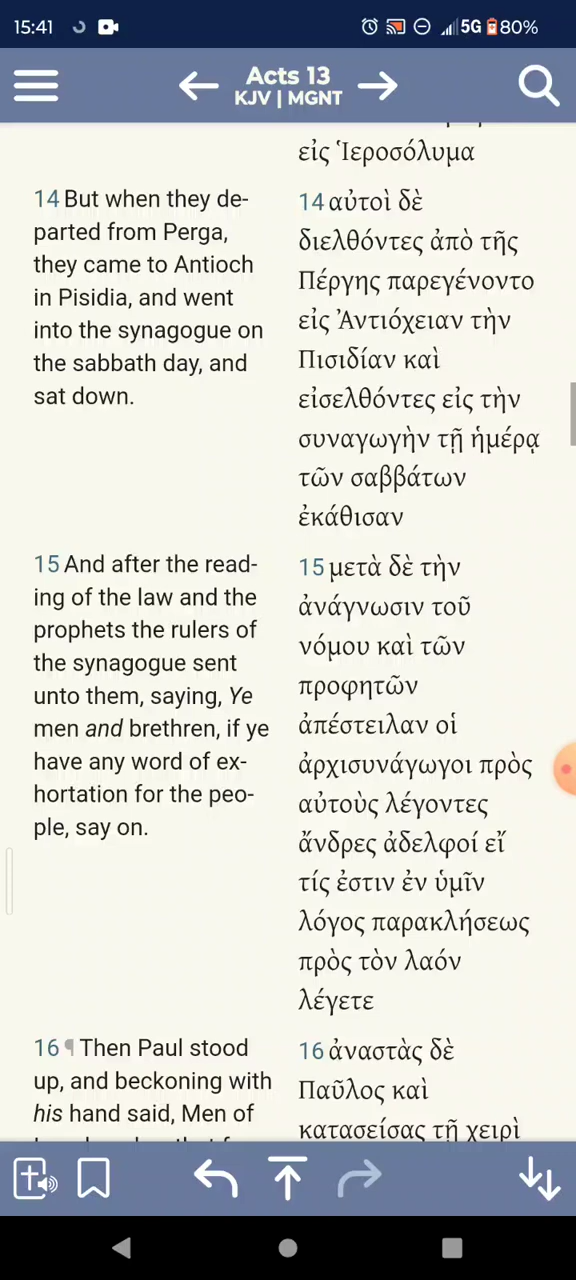 15:41
5G 80%
Acts 13
KJV | MGNT
εἰς Ἱεροσόλυμα
14 But when they de-
parted from Perga,
they came to Antioch
in Pisidia, and went
into the synagogue on
the sabbath day, and
sat down.
14 αὐτοὶ δὲ
διελθόντες ἀπὸ τῆς
Πέργης παρεγένοντο
εἰς Ἀντιόχειαν τὴν
Πισιδίαν καὶ
εἰσελθόντες εἰς τὴν
συναγωγὴν τῇ ἡμέρᾳ
τῶν σαββάτων
ἐκάθισαν
15 And after the read-
ing of the law and the
prophets the rulers of
the synagogue sent
unto them, saying, Ye
men and brethren, if ye
have any word of ex-
hortation for the peo-
ple, say on.
15 μετὰ δὲ τὴν
ἀνάγνωσιν τοῦ
νόμου καὶ τῶν
προφητῶν
ἀπέστειλαν οἱ
ἀρχισυνάγωγοι πρὸς
αὐτοὺς λέγοντες
ἄνδρες ἀδελφοί εἴ
τίς ἐστιν ἐν ὑμῖν
λόγος παρακλήσεως
πρὸς τὸν λαόν
λέγετε
16 ¶ Then Paul stood
up, and beckoning with
his hand said, Men of
16 ἀναστὰς δὲ
Παῦλος καὶ
κατασείσας τῇ χειρὶ